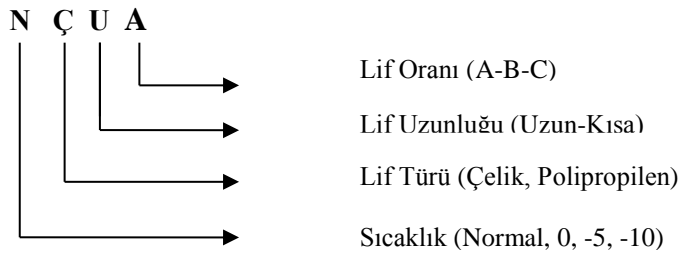 N Ç U A
Lif Oranı (A-B-C)
Lif Uzunluğu (Uzun-Kısa)
Lif Türü (Çelik, Polipropilen)
Sıcaklık (Normal, 0, -5, -10)